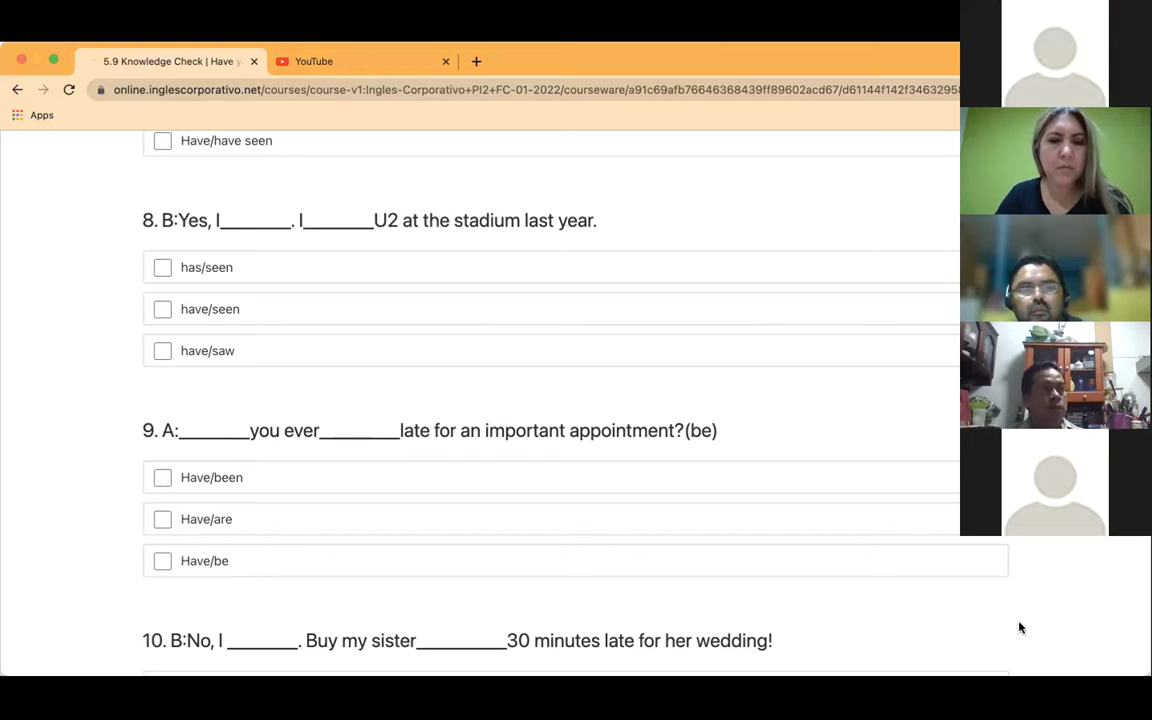 5.9 Knowledge Check | Have y
YouTube
online.inglescorporativo.net/courses/course-v1:Ingles-Corporativo+PI2+FC-01-2022/courseware/a91c69afb76646368439ff89602acd67/d61144f142f3463295
Apps
Have/have seen
8. B:Yes, I________. I________U2 at the stadium last year.
has/seen
have/seen
have/saw
9. A:________you ever_________late for an important appointment?(be)
Have/been
Have/are
Have/be
10. B:No, I ________. Buy my sister__________30 minutes late for her wedding!